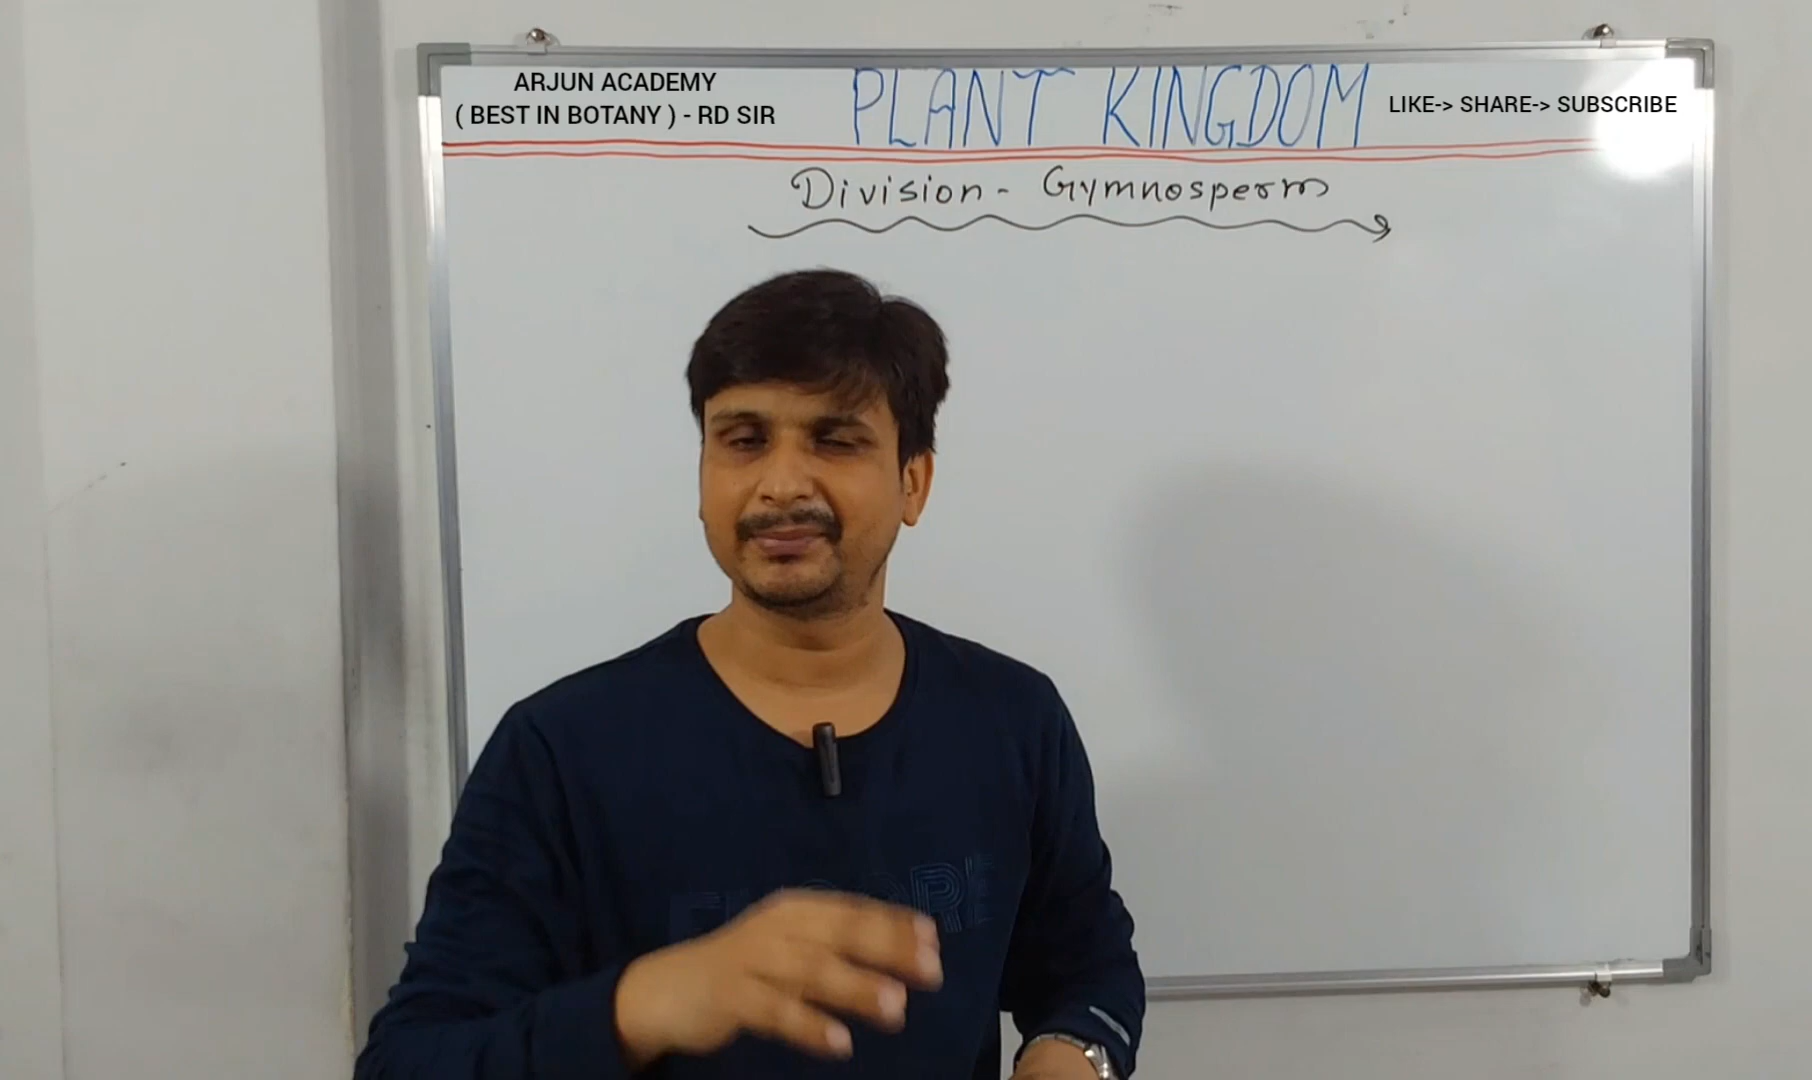 ARJUN ACADEMY
( BEST IN BOTANY ) - RD SIR
PLANT KINGDOM
LIKE-> SHARE-> SUBSCRIBE
Division - Gymnosperm